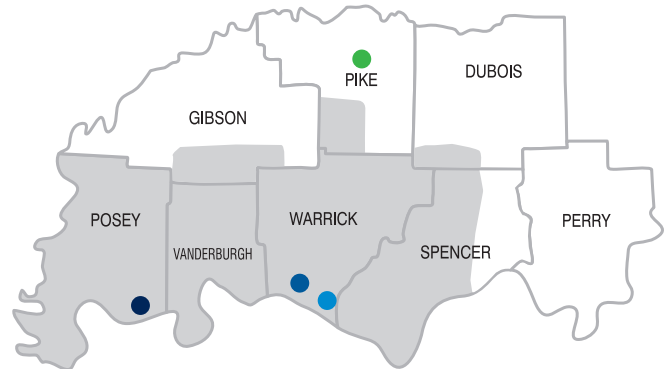 DUBOIS
PIKE
GIBSON
POSEY
WARRICK
PERRY
VANDERBURGH
SPENCER